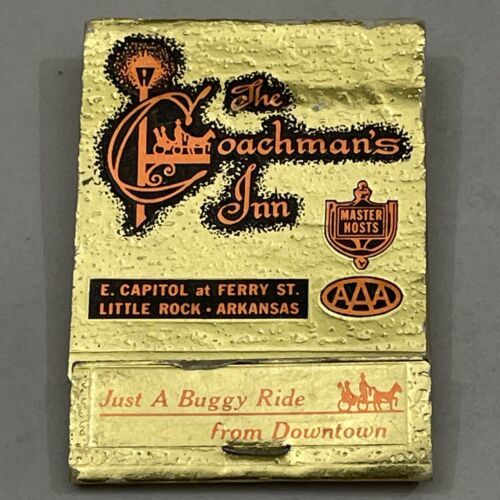 The
Coachman's
Inn
MASTER
HOSTS
E. CAPITOL at FERRY ST.
LITTLE ROCK • ARKANSAS
AAA
Just A Buggy Ride
from Downtown